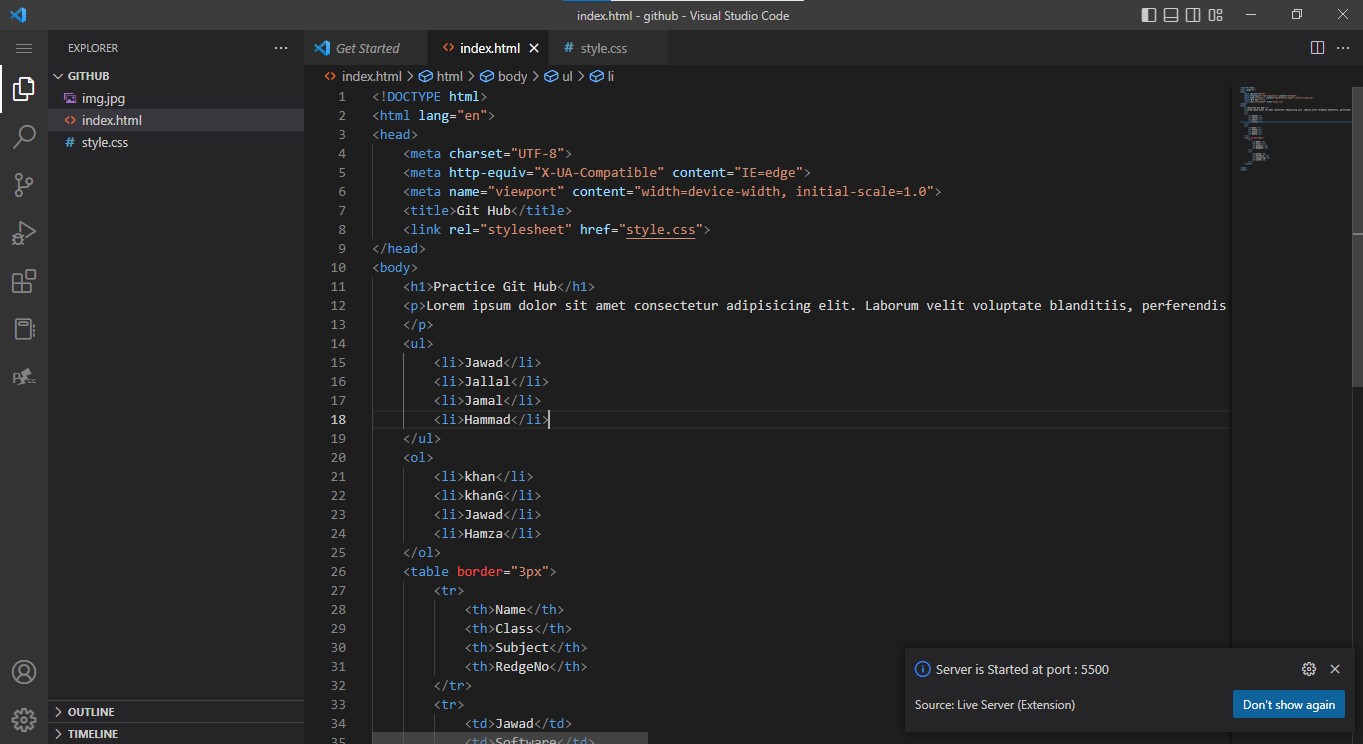 index.html - github - Visual Studio Code
EXPLORER
GITHUB
img.jpg
index.html
style.css
OUTLINE
TIMELINE
Get Started
index.html
style.css
index.html > html > body > ul > li
1 <!DOCTYPE html>
2 <html lang="en">
3 <head>
4 <meta charset="UTF-8">
5 <meta http-equiv="X-UA-Compatible" content="IE=edge">
6 <meta name="viewport" content="width=device-width, initial-scale=1.0">
7 <title>Git Hub</title>
8 <link rel="stylesheet" href="style.css">
9 </head>
10 <body>
11 <h1>Practice Git Hub</h1>
12 <p>Lorem ipsum dolor sit amet consectetur adipisicing elit. Laborum velit voluptate blanditiis, perferendis
13 </p>
14 <ul>
15 <li>Jawad</li>
16 <li>Jallal</li>
17 <li>Jamal</li>
18 <li>Hammad</li>
19 </ul>
20 <ol>
21 <li>khan</li>
22 <li>khanG</li>
23 <li>Jawad</li>
24 <li>Hamza</li>
25 </ol>
26 <table border="3px">
27 <tr>
28 <th>Name</th>
29 <th>Class</th>
30 <th>Subject</th>
31 <th>RedgeNo</th>
32 </tr>
33 <tr>
34 <td>Jawad</td>
35 <td>Software</td>
Server is Started at port : 5500
Source: Live Server (Extension)
Don't show again